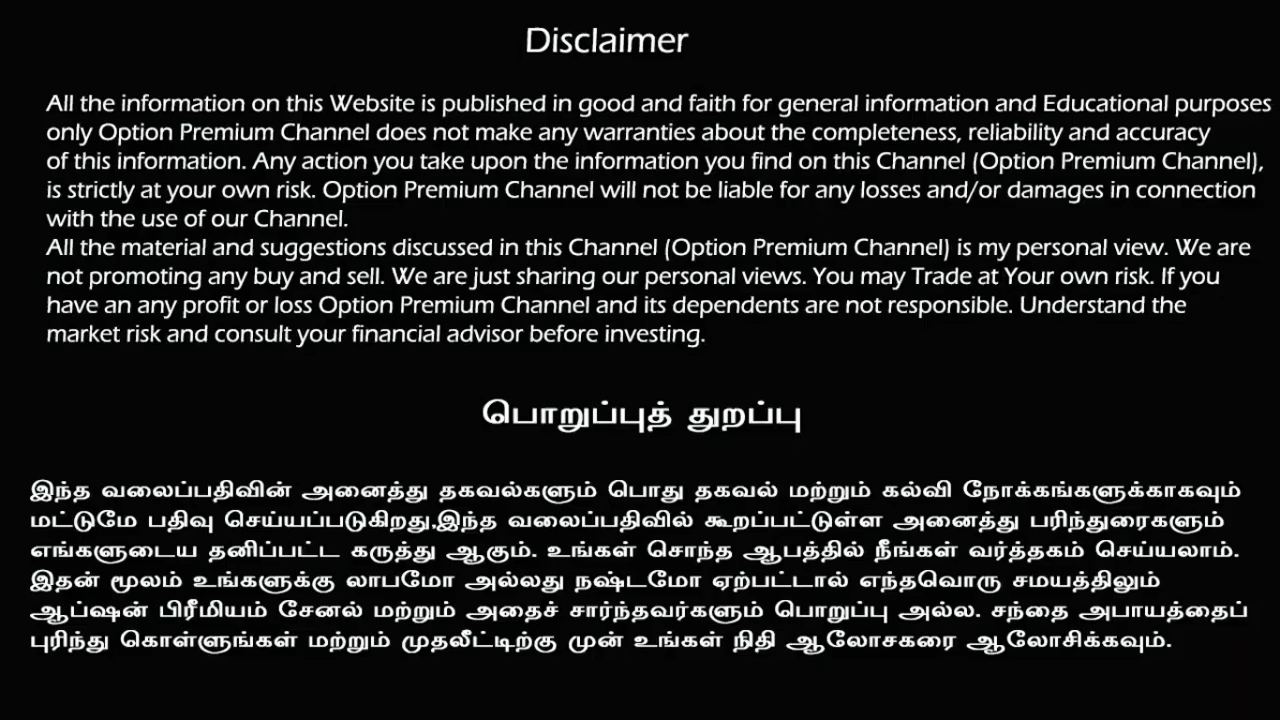 Disclaimer
All the information on this Website is published in good and faith for general information and Educational purposes
only Option Premium Channel does not make any warranties about the completeness, reliability and accuracy
of this information. Any action you take upon the information you find on this Channel (Option Premium Channel),
is strictly at your own risk. Option Premium Channel will not be liable for any losses and/or damages in connection
with the use of our Channel.
All the material and suggestions discussed in this Channel (Option Premium Channel) is my personal view. We are
not promoting any buy and sell. We are just sharing our personal views. You may Trade at Your own risk. If you
have an any profit or loss Option Premium Channel and its dependents are not responsible. Understand the
market risk and consult your financial advisor before investing.
பொறுப்புத் துறப்பு
இந்த வலைப்பதிவின் அனைத்து தகவல்களும் பொது தகவல் மற்றும் கல்வி நோக்கங்களுக்காகவும்
மட்டுமே பதிவு செய்யப்படுகிறது.இந்த வலைப்பதிவில் கூறப்பட்டுள்ள அனைத்து பரிந்துரைகளும்
எங்களுடைய தனிப்பட்ட கருத்து ஆகும். உங்கள் சொந்த ஆபத்தில் நீங்கள் வர்த்தகம் செய்யலாம்.
இதன் மூலம் உங்களுக்கு லாபமோ அல்லது நஷ்டமோ ஏற்பட்டால் எந்தவொரு சமயத்திலும்
ஆப்ஷன் பிரீமியம் சேனல் மற்றும் அதைச் சார்ந்தவர்களும் பொறுப்பு அல்ல. சந்தை அபாயத்தைப்
புரிந்து கொள்ளுங்கள் மற்றும் முதலீட்டிற்கு முன் உங்கள் நிதி ஆலோசகரை ஆலோசிக்கவும்.